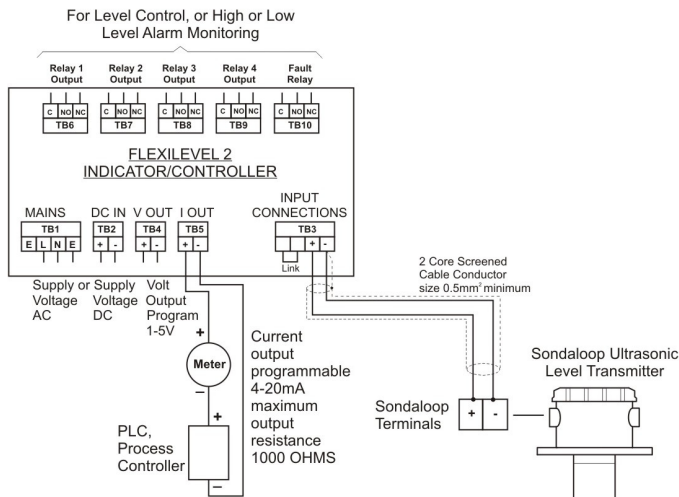 For Level Control, or High or Low
Level Alarm Monitoring
Relay 1 Output
Relay 2 Output
Relay 3 Output
Relay 4 Output
Fault Relay
C NO NC
TB6
C NO NC
TB7
C NO NC
TB8
C NO NC
TB9
C NO NC
TB10
FLEXILEVEL 2
INDICATOR/CONTROLLER
MAINS
TB1
E L N E
DC IN
TB2
+ -
V OUT
TB4
+ -
I OUT
TB5
+ -
INPUT
CONNECTIONS
TB3
+ -
Link
Supply or
Voltage
AC
Supply
Voltage
DC
Volt
Output
Program
1-5V
2 Core Screened
Cable Conductor
size 0.5mm² minimum
+
Meter
–
+
PLC,
Process
Controller
–
Current
output
programmable
4-20mA
maximum
output
resistance
1000 OHMS
Sondaloop
Terminals
+ -
Sondaloop Ultrasonic
Level Transmitter